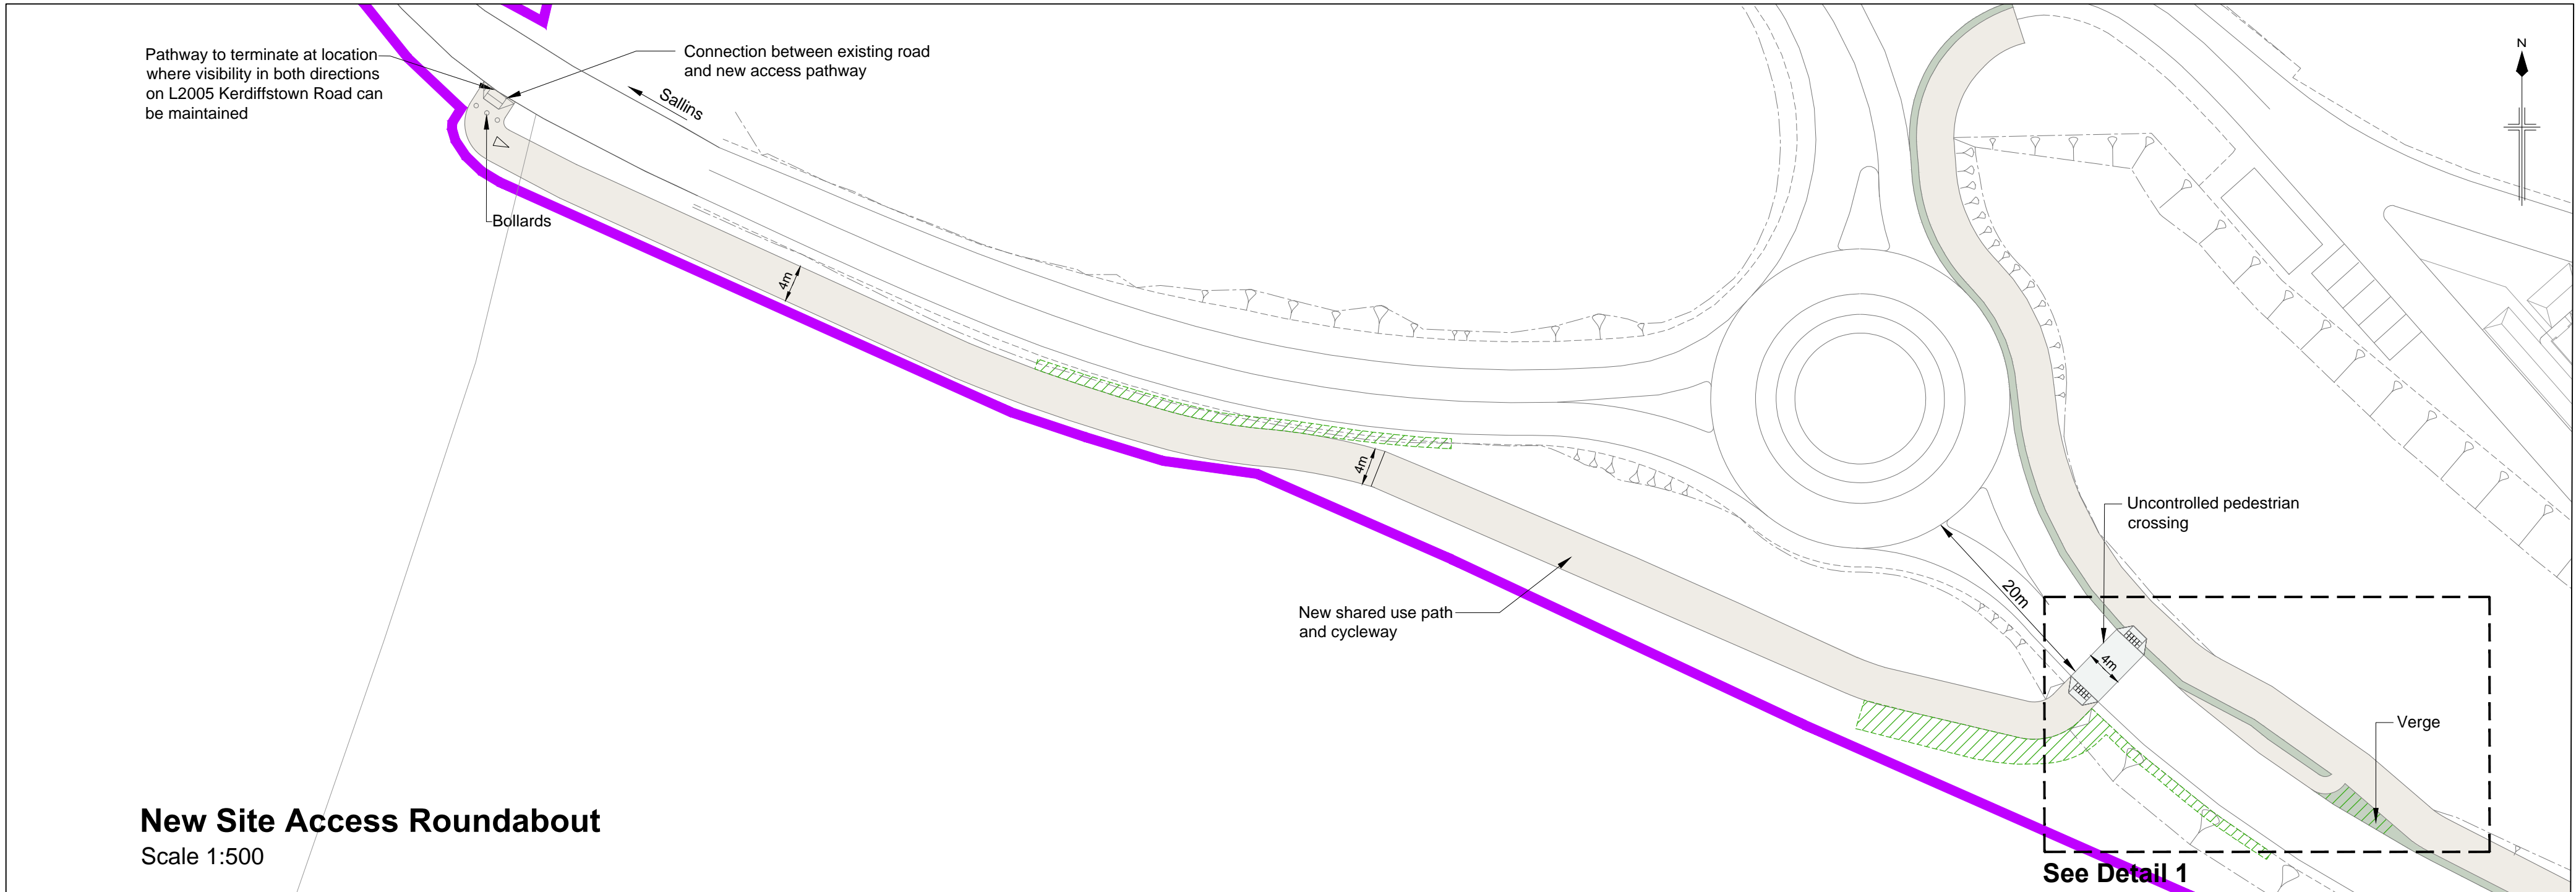 Pathway to terminate at location
where visibility in both directions
on L2005 Kerdiffstown Road can
be maintained
Connection between existing road
and new access pathway
Sallins
N
Bollards
4m
4m
New shared use path
and cycleway
20m
Uncontrolled pedestrian
crossing
4m
Verge
New Site Access Roundabout
Scale 1:500
See Detail 1